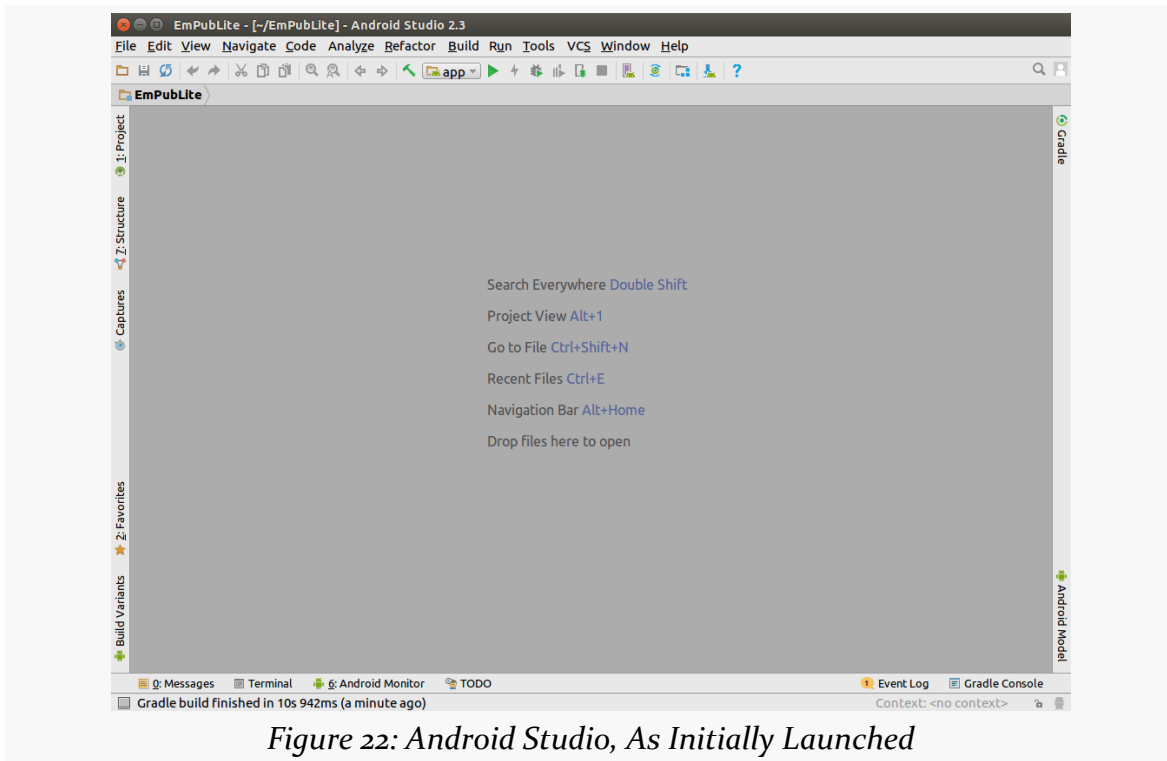 EmPubLite - [~/EmPubLite] - Android Studio 2.3
File Edit View Navigate Code Analyze Refactor Build Run Tools VCS Window Help
app
EmPubLite
1: Project
7: Structure
Captures
2: Favorites
Build Variants
Gradle
Android Model
Search Everywhere Double Shift
Project View Alt+1
Go to File Ctrl+Shift+N
Recent Files Ctrl+E
Navigation Bar Alt+Home
Drop files here to open
0: Messages Terminal 6: Android Monitor TODO 1 Event Log Gradle Console
Gradle build finished in 10s 942ms (a minute ago) Context: <no context>
Figure 22: Android Studio, As Initially Launched